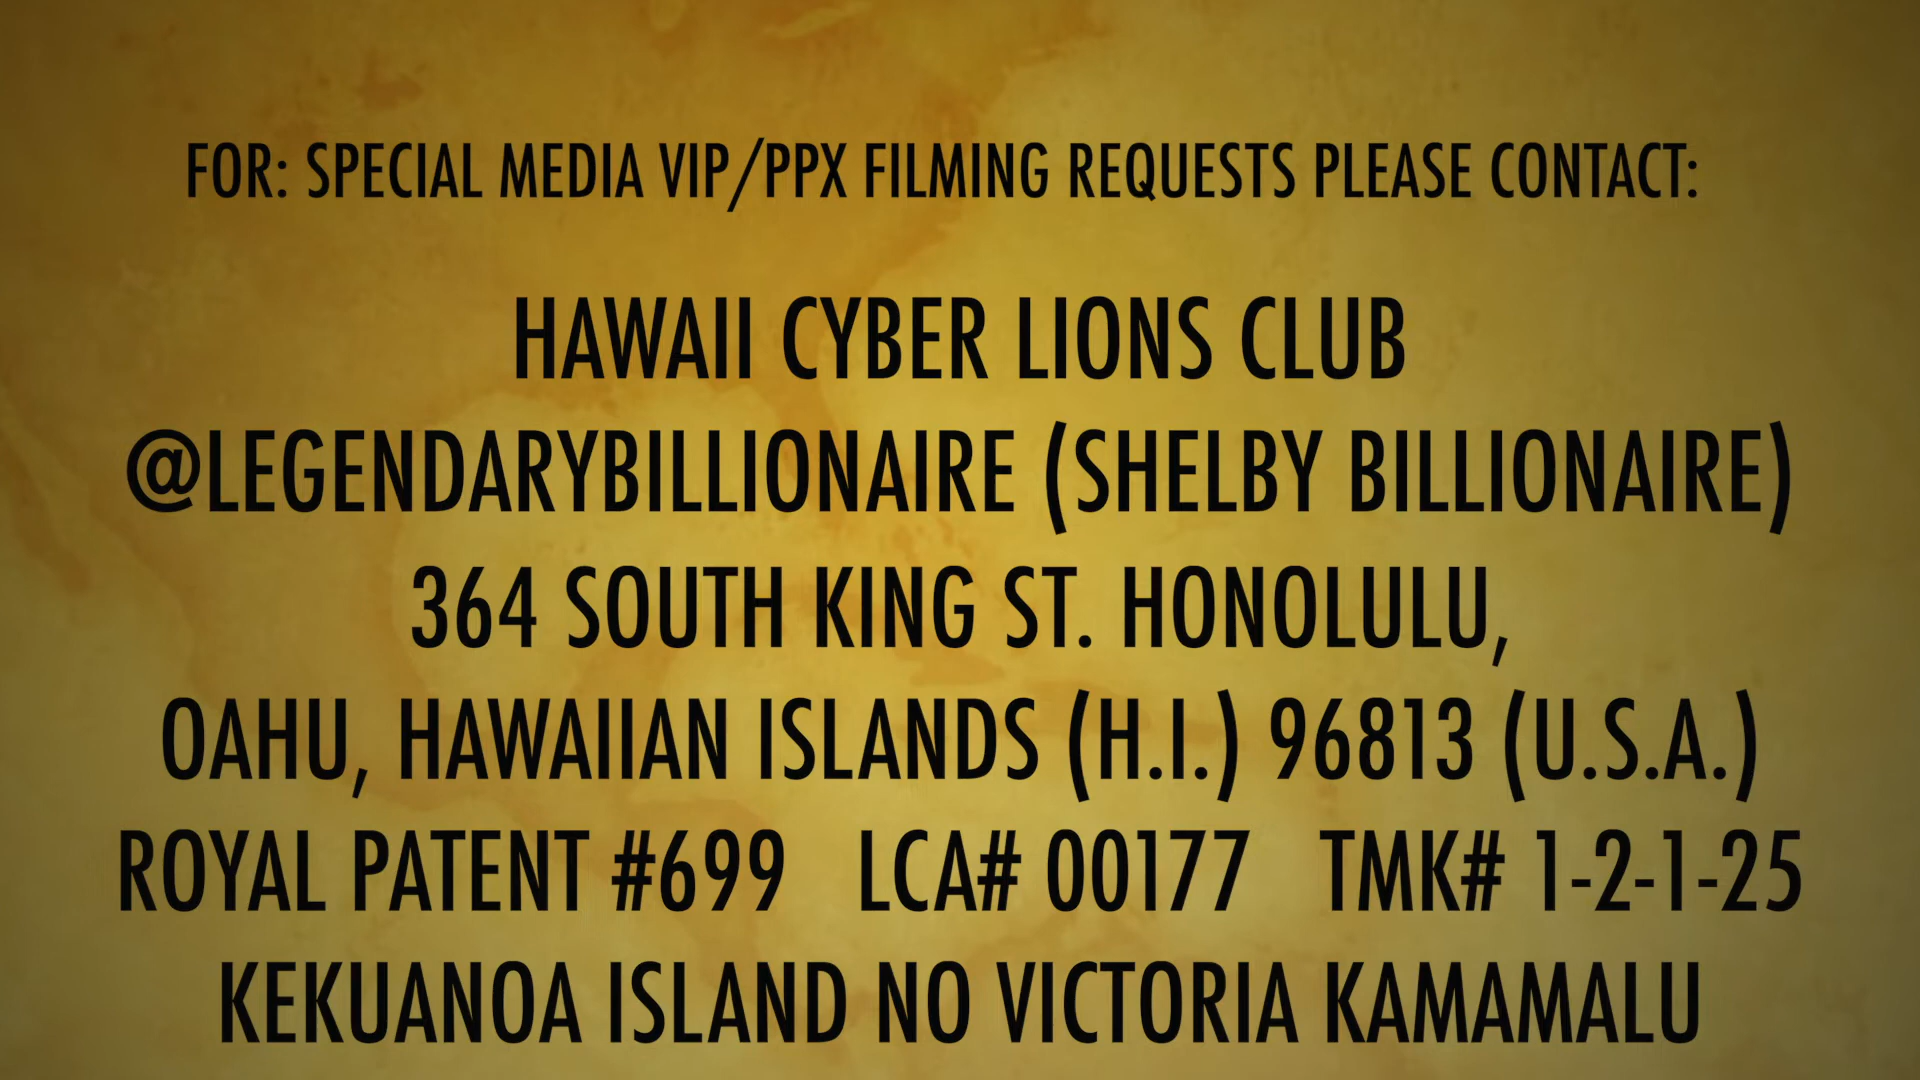 FOR: SPECIAL MEDIA VIP/PPX FILMING REQUESTS PLEASE CONTACT:
HAWAII CYBER LIONS CLUB
@LEGENDARYBILLIONAIRE (SHELBY BILLIONAIRE)
364 SOUTH KING ST. HONOLULU,
OAHU, HAWAIIAN ISLANDS (H.I.) 96813 (U.S.A.)
ROYAL PATENT #699 LCA# 00177 TMK# 1-2-1-25
KEKUANOA ISLAND NO VICTORIA KAMAMALU